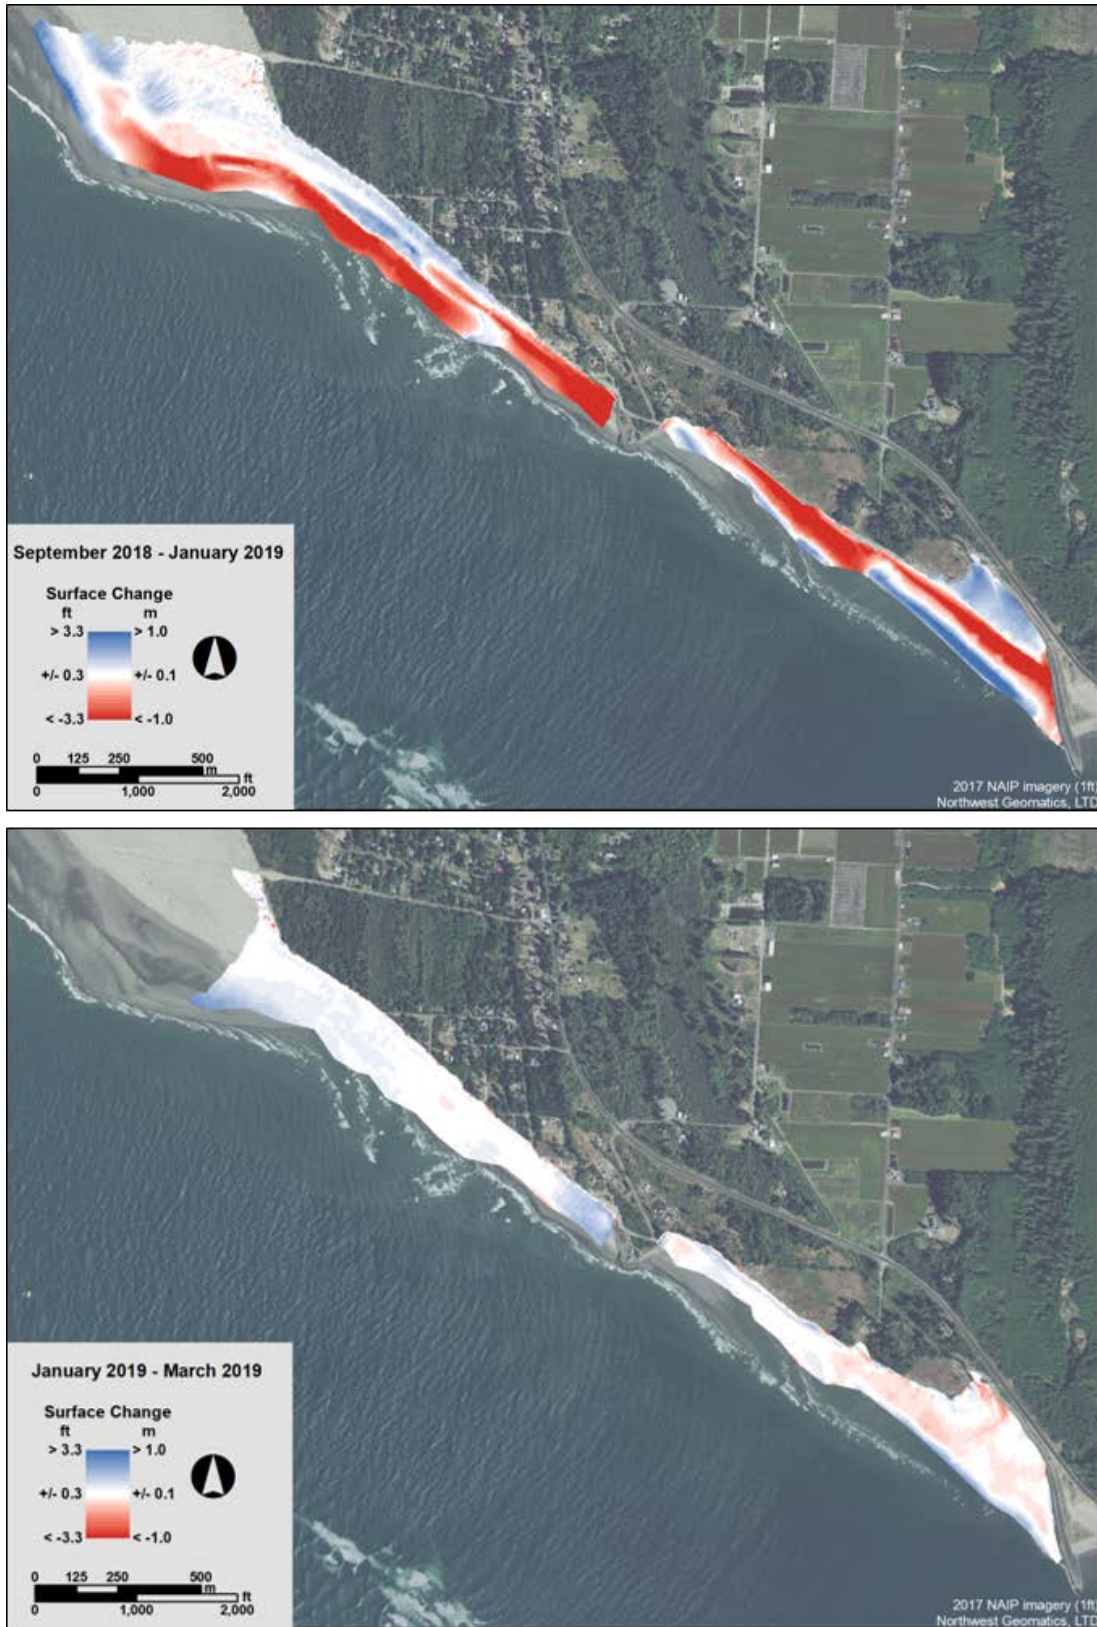 September 2018 - January 2019
Surface Change
ft m
> 3.3 > 1.0
+/- 0.3 +/- 0.1
< -3.3 < -1.0
0 125 250 500
m
ft
0 1,000 2,000
2017 NAIP imagery (1ft)
Northwest Geomatics, LTD
January 2019 - March 2019
Surface Change
ft m
> 3.3 > 1.0
+/- 0.3 +/- 0.1
< -3.3 < -1.0
0 125 250 500
m
ft
0 1,000 2,000
2017 NAIP imagery (1ft)
Northwest Geomatics, LTD